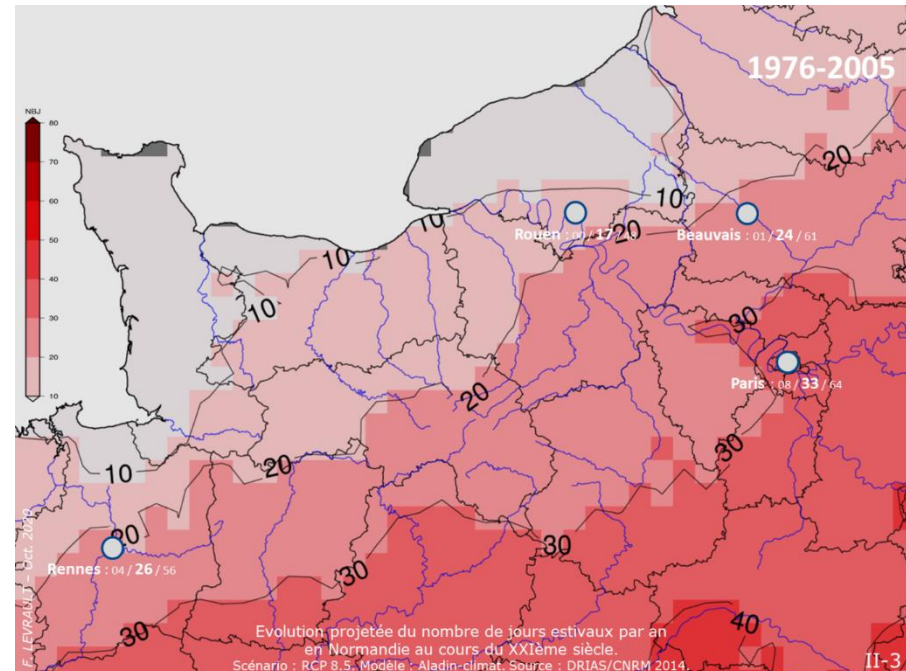 1976-2005
NBJ
80
70
60
50
40
30
20
10
20
10
10
20
Rouen : 00 / 17 /
Beauvais : 01 / 24 / 61
10
10
10
30
Paris : 08 / 33 / 64
20
30
10
20
20
Rennes : 04 / 26 / 56
30
30
30
40
F. LEVRAULT - Oct. 2020
Evolution projetée du nombre de jours estivaux par an
en Normandie au cours du XXIème siècle.
Scénario : RCP 8.5. Modèle : Aladin-climat. Source : DRIAS/CNRM 2014.
II-3